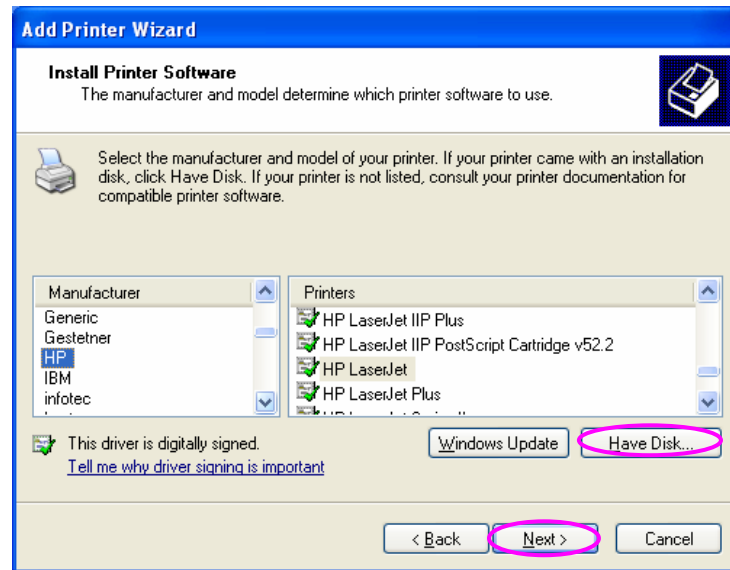 Add Printer Wizard
Install Printer Software
The manufacturer and model determine which printer software to use.
Select the manufacturer and model of your printer. If your printer came with an installation
disk, click Have Disk. If your printer is not listed, consult your printer documentation for
compatible printer software.
Manufacturer
Generic
Gestetner
HP
IBM
infotec
Printers
HP LaserJet IIP Plus
HP LaserJet IIP PostScript Cartridge v52.2
HP LaserJet
HP LaserJet Plus
This driver is digitally signed.
Tell me why driver signing is important
Windows Update
Have Disk...
< Back
Next >
Cancel